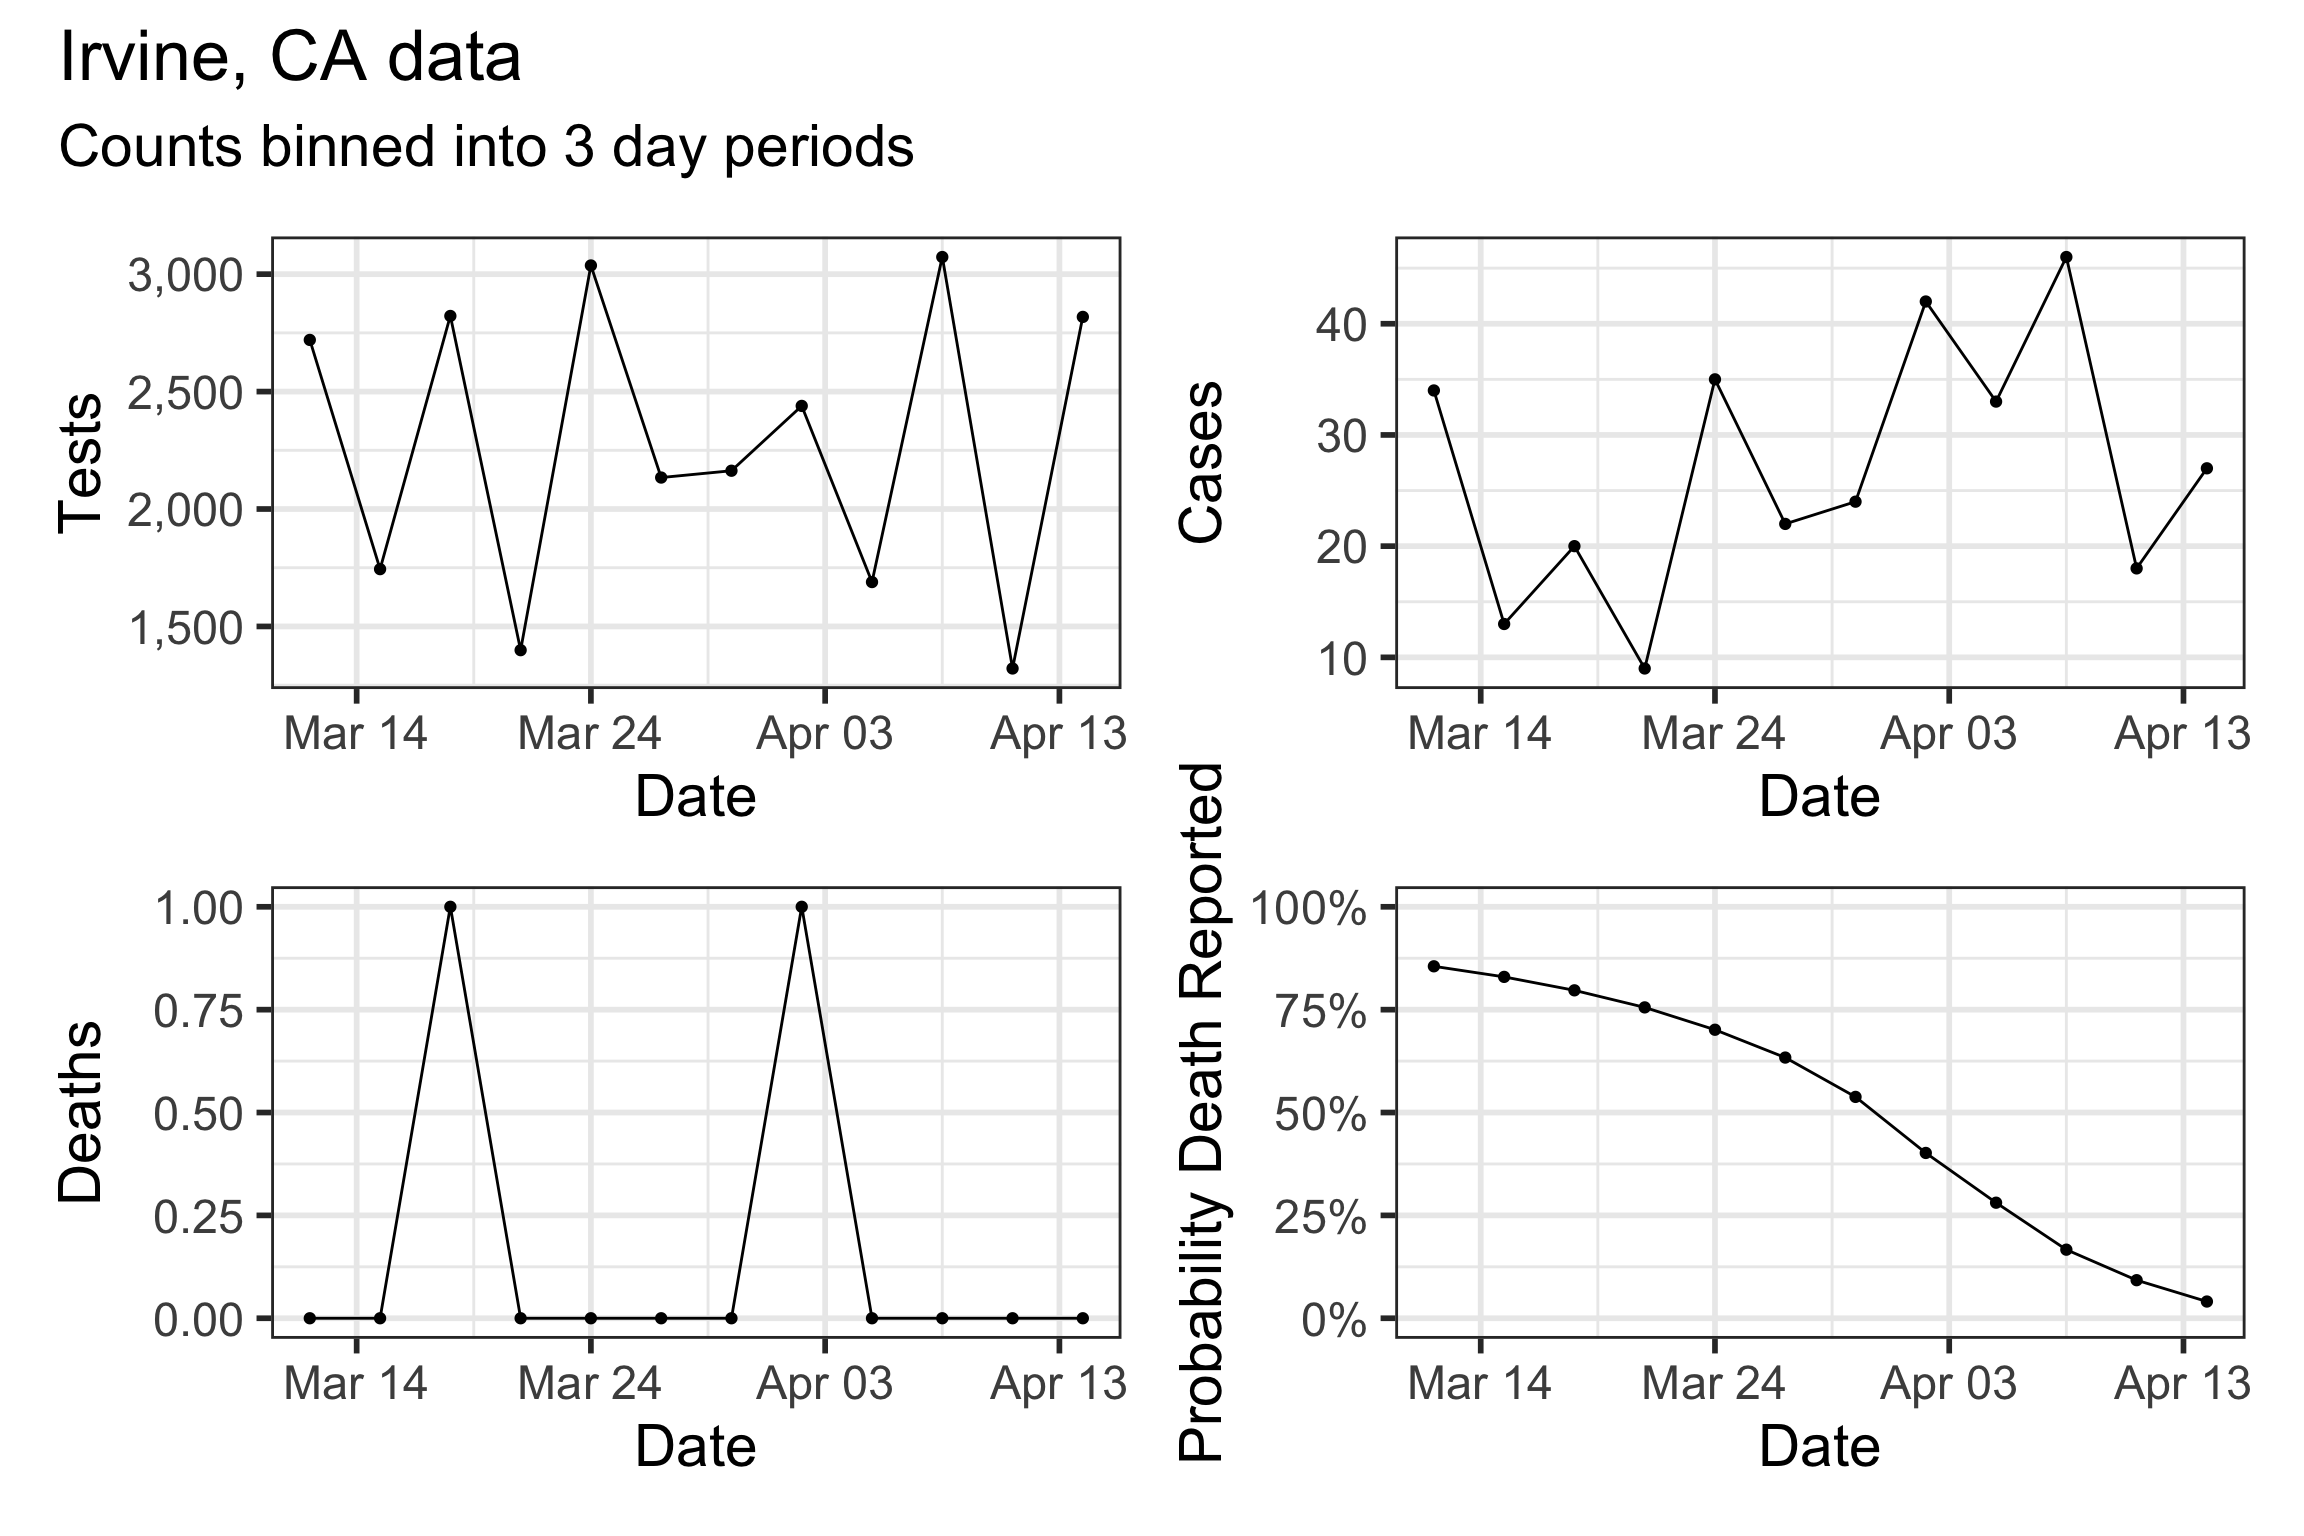 Irvine, CA data
Counts binned into 3 day periods
Tests
3,000
2,500
2,000
1,500
Mar 14 Mar 24 Apr 03 Apr 13
Date
Cases
40
30
20
10
Mar 14 Mar 24 Apr 03 Apr 13
Date
Deaths
1.00
0.75
0.50
0.25
0.00
Mar 14 Mar 24 Apr 03 Apr 13
Date
Probability Death Reported
100%
75%
50%
25%
0%
Mar 14 Mar 24 Apr 03 Apr 13
Date